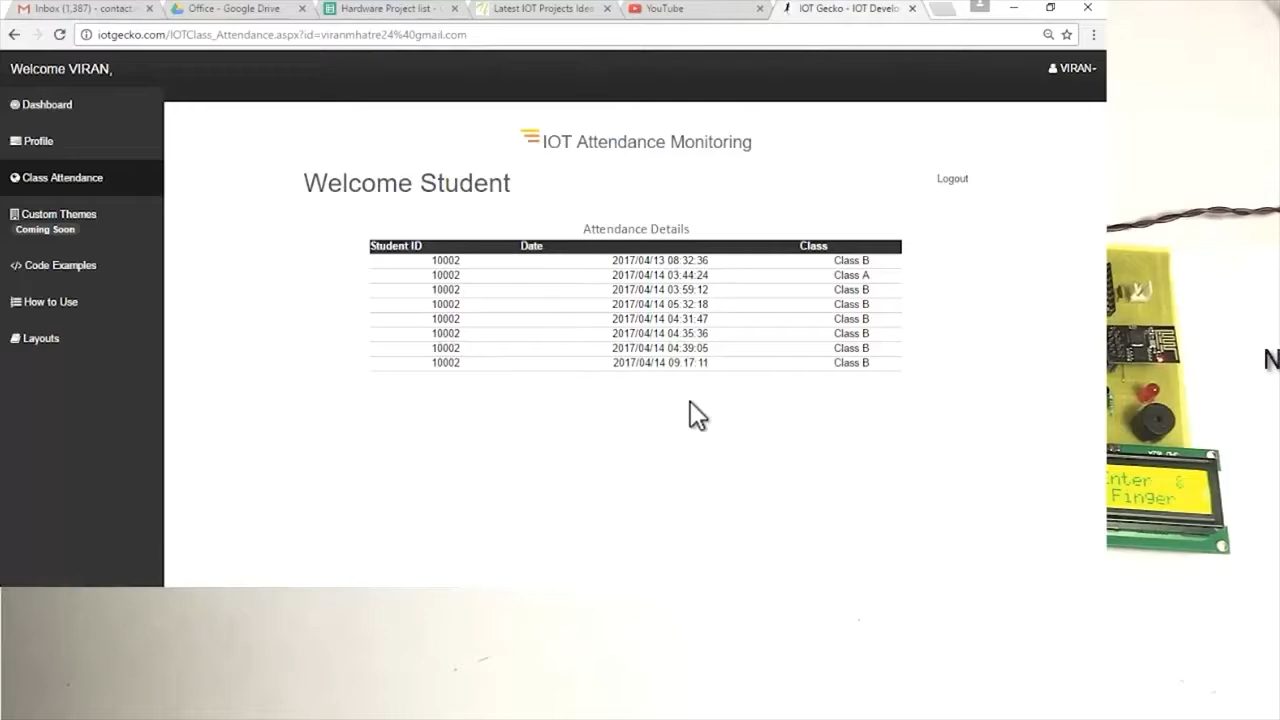 Inbox (1,387) - contact
Office - Google Drive
Hardware Project list -
Latest IOT Projects Idea
YouTube
IOT Gecko - IOT Develo
iotgecko.com/IOTClass_Attendance.aspx?id=viranmhatre24%40gmail.com
Welcome VIRAN,
VIRAN
Dashboard
Profile
Class Attendance
Custom Themes
Coming Soon
Code Examples
How to Use
Layouts
IOT Attendance Monitoring
Welcome Student
Logout
Attendance Details
Student ID Date Class
10002 2017/04/13 08:32:36 Class B
10002 2017/04/14 03:44:24 Class A
10002 2017/04/14 03:59:12 Class B
10002 2017/04/14 05:32:18 Class B
10002 2017/04/14 04:31:47 Class B
10002 2017/04/14 04:35:36 Class B
10002 2017/04/14 04:39:05 Class B
10002 2017/04/14 09:17:11 Class B
N
nter
Finger